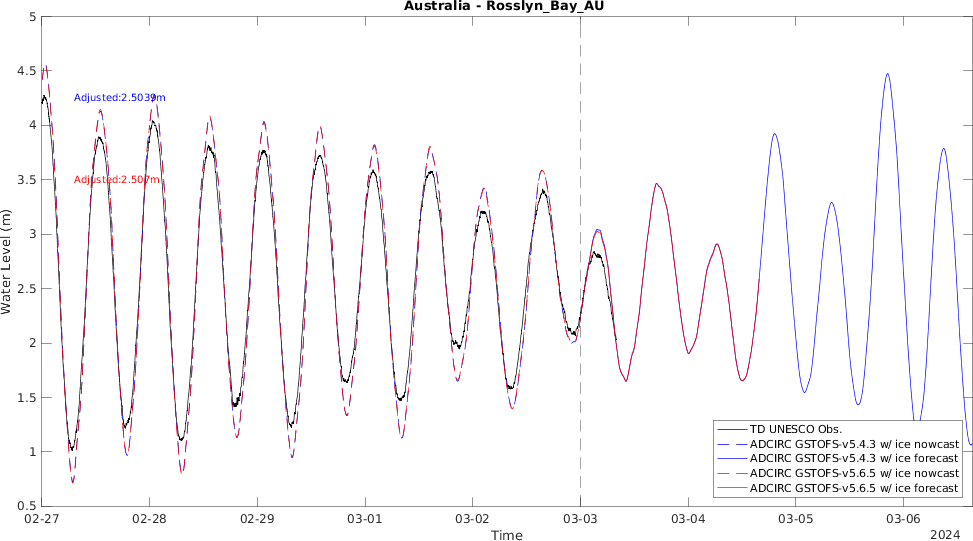 Australia - Rosslyn_Bay_AU
5
4.5
4
3.5
3
2.5
2
1.5
1
0.5
Water Level (m)
Adjusted:2.5039m
Adjusted:2.507m
TD UNESCO Obs.
ADCIRC GSTOFS-v5.4.3 w/ ice nowcast
ADCIRC GSTOFS-v5.4.3 w/ ice forecast
ADCIRC GSTOFS-v5.6.5 w/ ice nowcast
ADCIRC GSTOFS-v5.6.5 w/ ice forecast
02-27 02-28 02-29 03-01 03-02 03-03 03-04 03-05 03-06
Time
2024